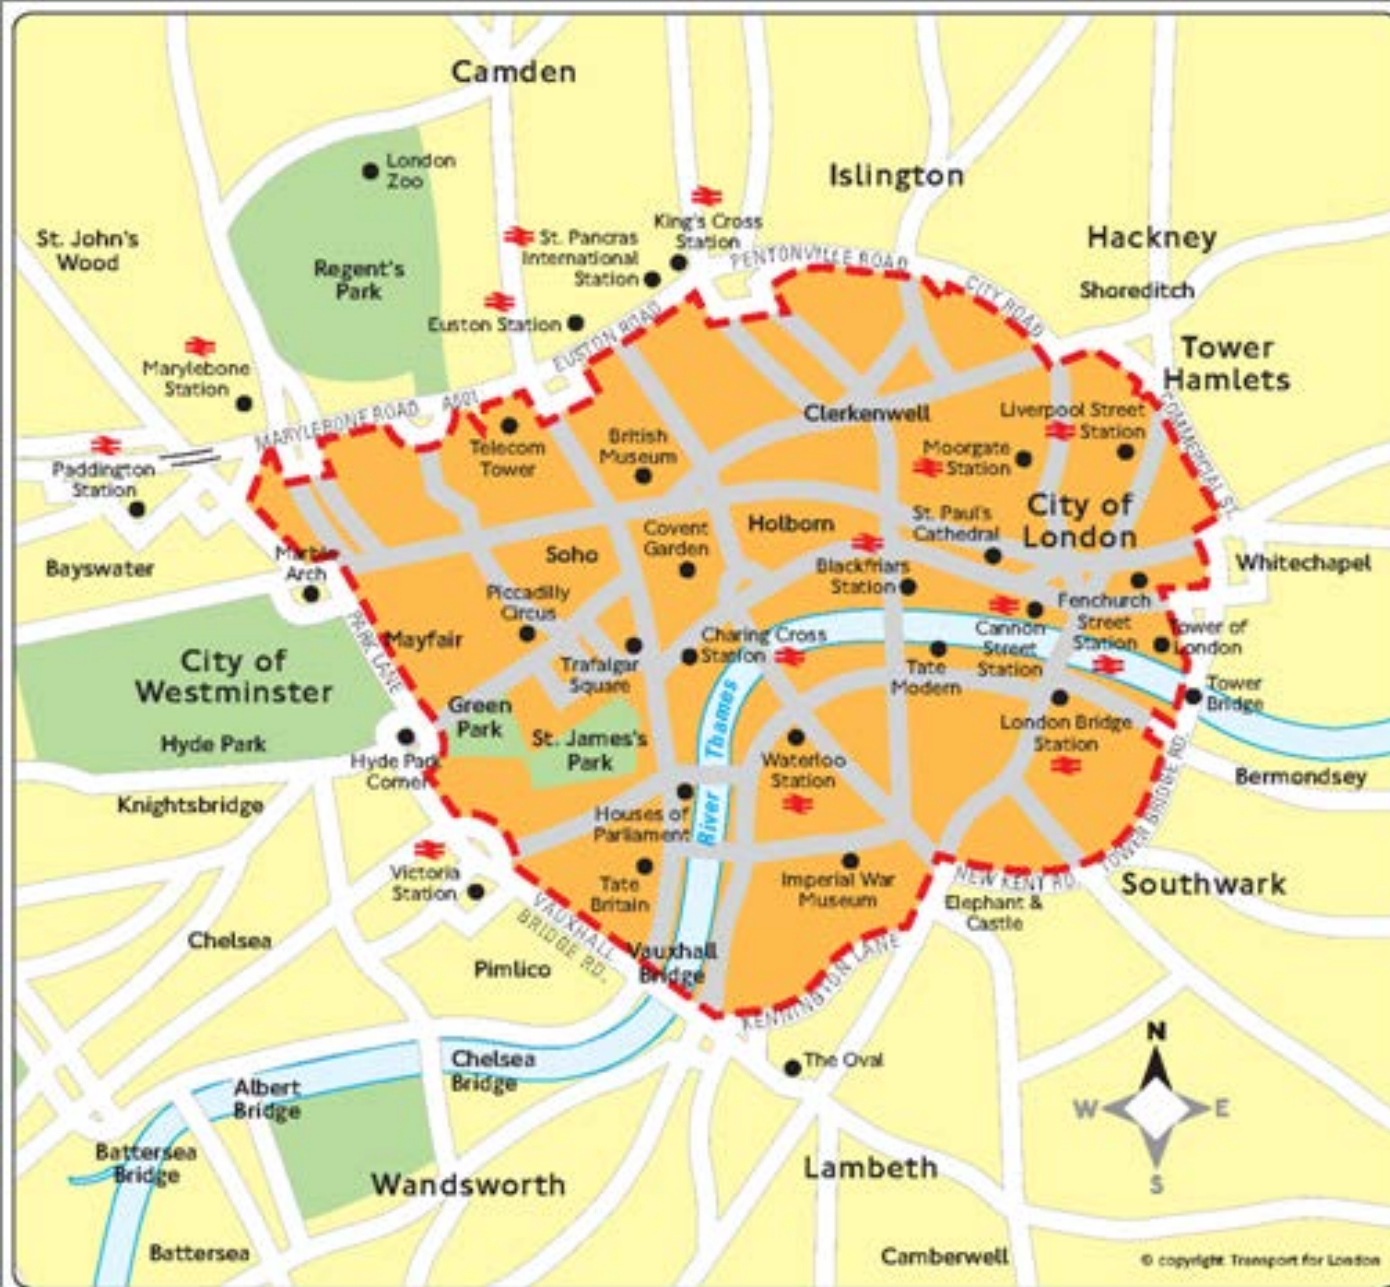 Camden
London
Zoo
Islington
King's Cross
Station
St. Pancras
International
Station
St. John's
Wood
Regent's
Park
PENTONVILLE ROAD
Hackney
Shoreditch
CITY ROAD
Euston Station
EUSTON ROAD
Marylebone
Station
Tower
Hamlets
MARYLEBONE ROAD
A501
Telecom
Tower
British
Museum
Clerkenwell
Liverpool Street
Station
Moorgate
Station
COMMERCIAL ST.
Paddington
Station
City of
London
St. Paul's
Cathedral
Holborn
Covent
Garden
Soho
Marble
Arch
Bayswater
Blackfriars
Station
Whitechapel
Piccadilly
Circus
Fenchurch
Street
Station
Cannon
Street
Station
Tower of
London
PARK LANE
Mayfair
Charing Cross
Station
Trafalgar
Square
Tate
Modern
City of
Westminster
Tower
Bridge
Green
Park
River Thames
London Bridge
Station
Hyde Park
St. James's
Park
Hyde Park
Corner
Waterloo
Station
Bermondsey
Knightsbridge
Houses of
Parliament
TOWER BRIDGE RD.
Victoria
Station
Tate
Britain
Imperial War
Museum
NEW KENT RD.
Southwark
Elephant &
Castle
VAUXHALL
BRIDGE RD.
Chelsea
Pimlico
Vauxhall
Bridge
KENNINGTON LANE
Chelsea
Bridge
The Oval
Albert
Bridge
N
W
E
S
Battersea
Bridge
Wandsworth
Lambeth
Battersea
Camberwell
© copyright Transport for London